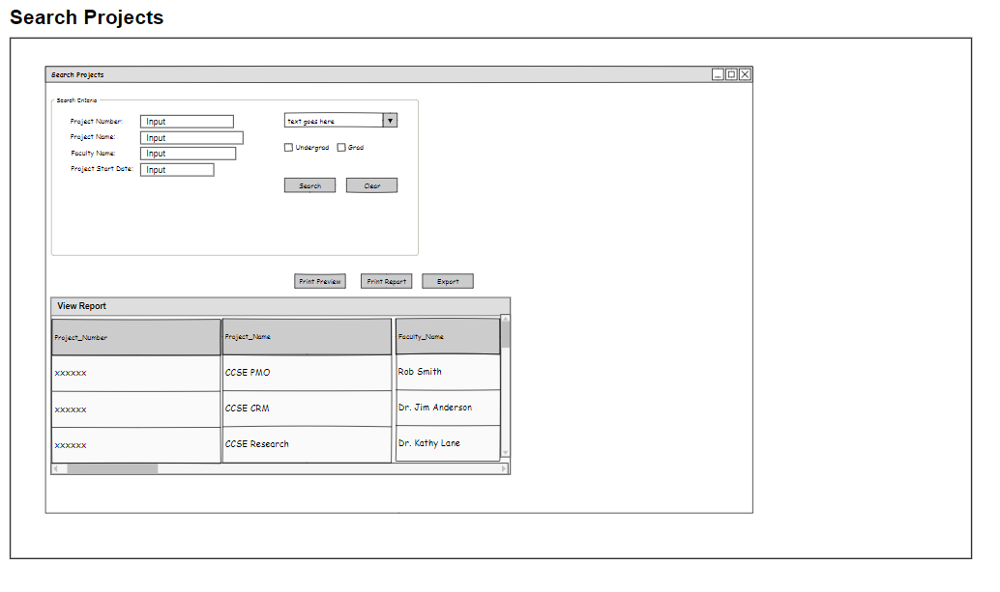 Search Projects
Search Projects
Search Criteria
Project Number: Input
text goes here
Project Name: Input
Faculty Name: Input
Undergrad Grad
Project Start Date: Input
Search Clear
Print Preview Print Report Export
View Report
Project_Number Project_Name Faculty_Name
xxxxxx CCSE PMO Rob Smith
xxxxxx CCSE CRM Dr. Jim Anderson
xxxxxx CCSE Research Dr. Kathy Lane